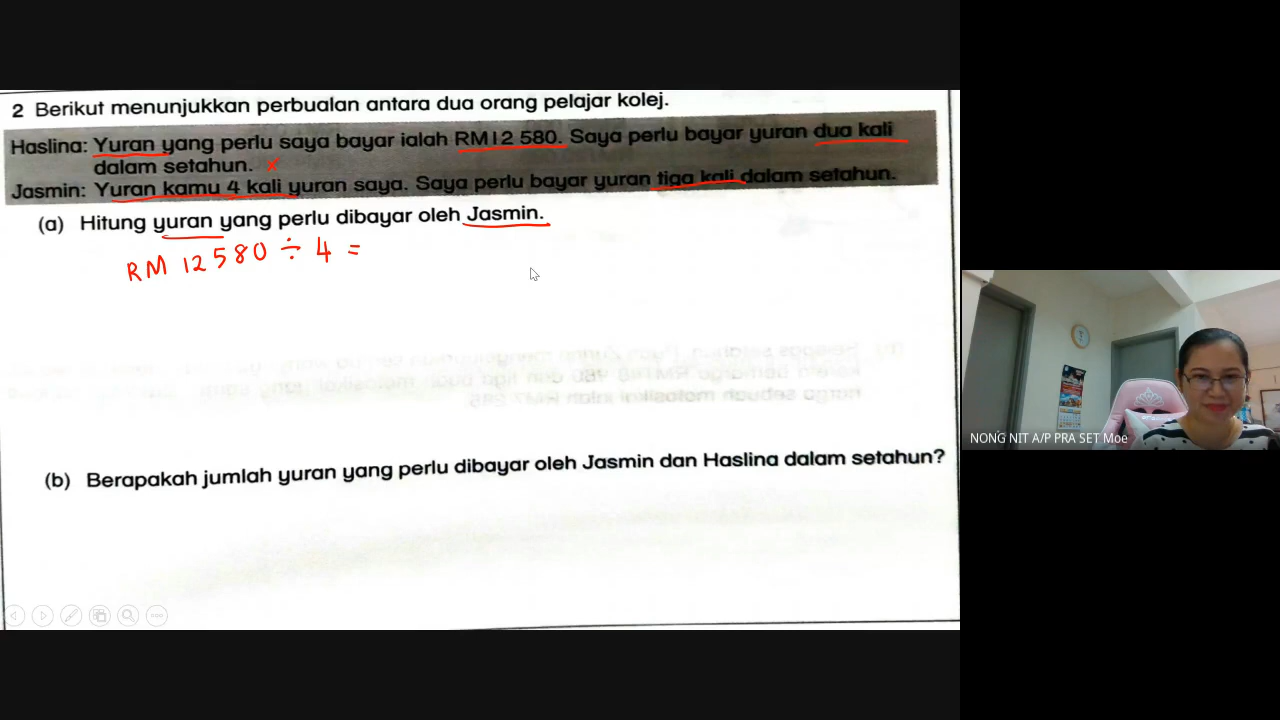 2 Berikut menunjukkan perbualan antara dua orang pelajar kolej.
Haslina: Yuran yang perlu saya bayar ialah RM12 580. Saya perlu bayar yuran dua kali
dalam setahun. x
Jasmin: Yuran kamu 4 kali yuran saya. Saya perlu bayar yuran tiga kali dalam setahun.
(a) Hitung yuran yang perlu dibayar oleh Jasmin.
RM 12 580 ÷ 4 =
(b) Berapakah jumlah yuran yang perlu dibayar oleh Jasmin dan Haslina dalam setahun?
NONG NIT A/P PRA SET Moe